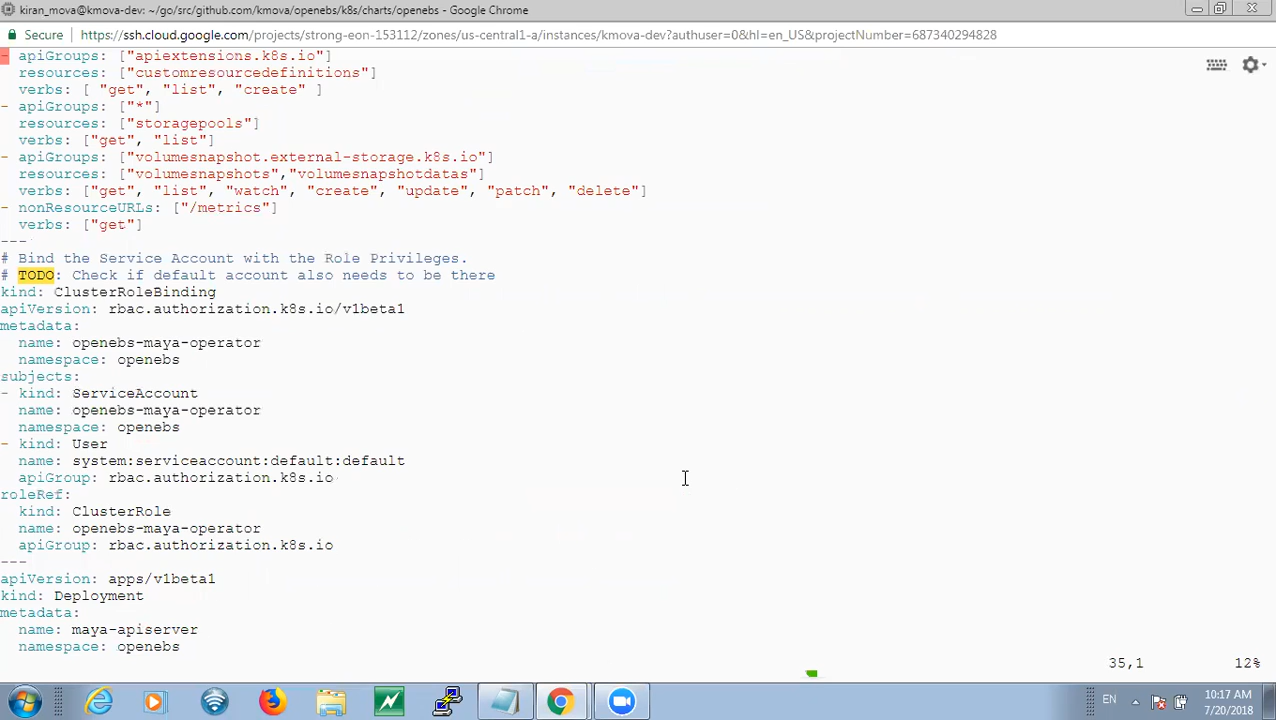 kiran_mova@kmova-dev: ~/go/src/github.com/kmova/openebs/k8s/charts/openebs - Google Chrome
Secure | https://ssh.cloud.google.com/projects/strong-eon-153112/zones/us-central1-a/instances/kmova-dev?authuser=0&hl=en_US&projectNumber=687340294828
- apiGroups: ["apiextensions.k8s.io"]
  resources: ["customresourcedefinitions"]
  verbs: [ "get", "list", "create" ]
- apiGroups: ["*"]
  resources: ["storagepools"]
  verbs: ["get", "list"]
- apiGroups: ["volumesnapshot.external-storage.k8s.io"]
  resources: ["volumesnapshots","volumesnapshotdatas"]
  verbs: ["get", "list", "watch", "create", "update", "patch", "delete"]
- nonResourceURLs: ["/metrics"]
  verbs: ["get"]
---
# Bind the Service Account with the Role Privileges.
# TODO: Check if default account also needs to be there
kind: ClusterRoleBinding
apiVersion: rbac.authorization.k8s.io/v1beta1
metadata:
  name: openebs-maya-operator
  namespace: openebs
subjects:
- kind: ServiceAccount
  name: openebs-maya-operator
  namespace: openebs
- kind: User
  name: system:serviceaccount:default:default
  apiGroup: rbac.authorization.k8s.io
roleRef:
  kind: ClusterRole
  name: openebs-maya-operator
  apiGroup: rbac.authorization.k8s.io
---
apiVersion: apps/v1beta1
kind: Deployment
metadata:
  name: maya-apiserver
  namespace: openebs
35,1 12%
EN
10:17 AM
7/20/2018